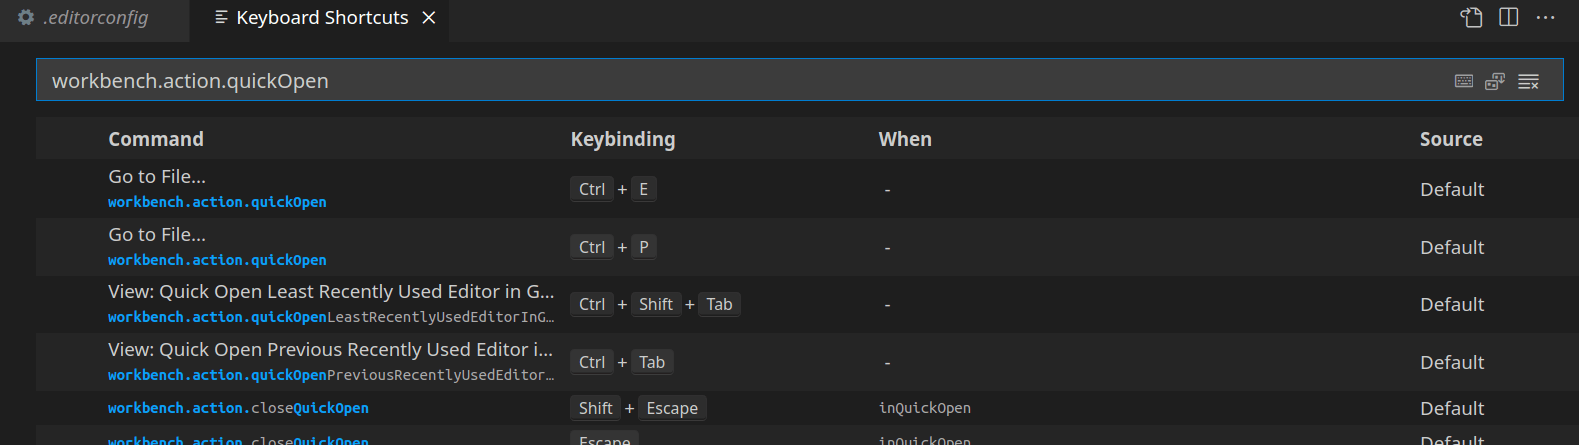 .editorconfig
Keyboard Shortcuts
workbench.action.quickOpen
Command Keybinding When Source
Go to File... Ctrl + E - Default
workbench.action.quickOpen
Go to File... Ctrl + P - Default
workbench.action.quickOpen
View: Quick Open Least Recently Used Editor in G... Ctrl + Shift + Tab - Default
workbench.action.quickOpenLeastRecentlyUsedEditorInG…
View: Quick Open Previous Recently Used Editor i... Ctrl + Tab - Default
workbench.action.quickOpenPreviousRecentlyUsedEditor…
workbench.action.closeQuickOpen Shift + Escape inQuickOpen Default
workbench.action.closeQuickOpen Escape inQuickOpen Default